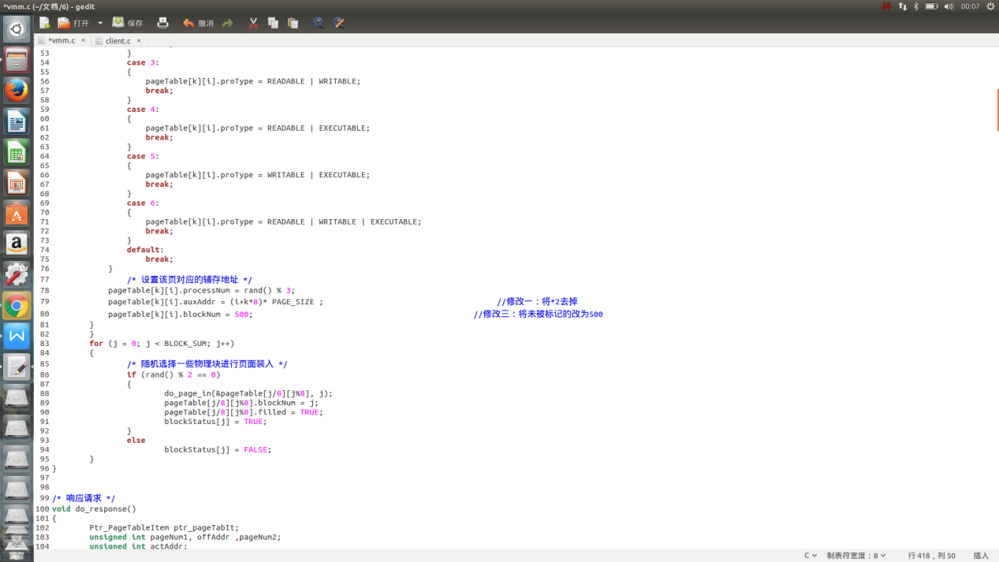 *vmm.c (~/文档/6) - gedit
拼 00:07
打开 保存 撤消
*vmm.c × client.c ×
53 }
54 case 3:
55 {
56 pageTable[k][i].proType = READABLE | WRITABLE;
57 break;
58 }
59 case 4:
60 {
61 pageTable[k][i].proType = READABLE | EXECUTABLE;
62 break;
63 }
64 case 5:
65 {
66 pageTable[k][i].proType = WRITABLE | EXECUTABLE;
67 break;
68 }
69 case 6:
70 {
71 pageTable[k][i].proType = READABLE | WRITABLE | EXECUTABLE;
72 break;
73 }
74 default:
75 break;
76 }
77 /* 设置该页对应的辅存地址 */
78 pageTable[k][i].processNum = rand() % 3;
79 pageTable[k][i].auxAddr = (i+k*8)* PAGE_SIZE ; //修改一：将*2去掉
80 pageTable[k][i].blockNum = 500; //修改三：将未被标记的改为500
81 }
82 }
83 for (j = 0; j < BLOCK_SUM; j++)
84 {
85 /* 随机选择一些物理块进行页面装入 */
86 if (rand() % 2 == 0)
87 {
88 do_page_in(&pageTable[j/8][j%8], j);
89 pageTable[j/8][j%8].blockNum = j;
90 pageTable[j/8][j%8].filled = TRUE;
91 blockStatus[j] = TRUE;
92 }
93 else
94 blockStatus[j] = FALSE;
95 }
96 }
97
98
99 /* 响应请求 */
100 void do_response()
101 {
102 Ptr_PageTableItem ptr_pageTabIt;
103 unsigned int pageNum1, offAddr ,pageNum2;
104 unsigned int actAddr;
C 制表符宽度：8 行 418，列 50 插入